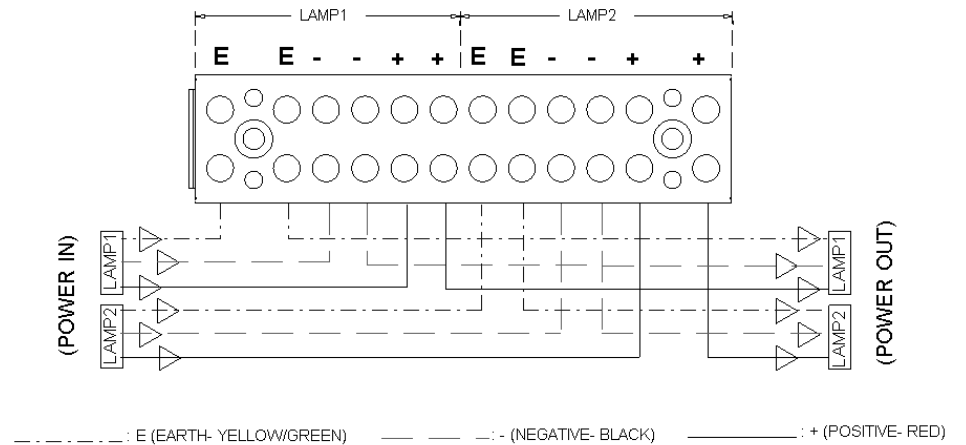 LAMP1 LAMP2
E E - - + + E E - - + +
(POWER IN) LAMP1 LAMP1 (POWER OUT)
LAMP2 LAMP2
: E (EARTH- YELLOW/GREEN) : - (NEGATIVE- BLACK) : + (POSITIVE- RED)